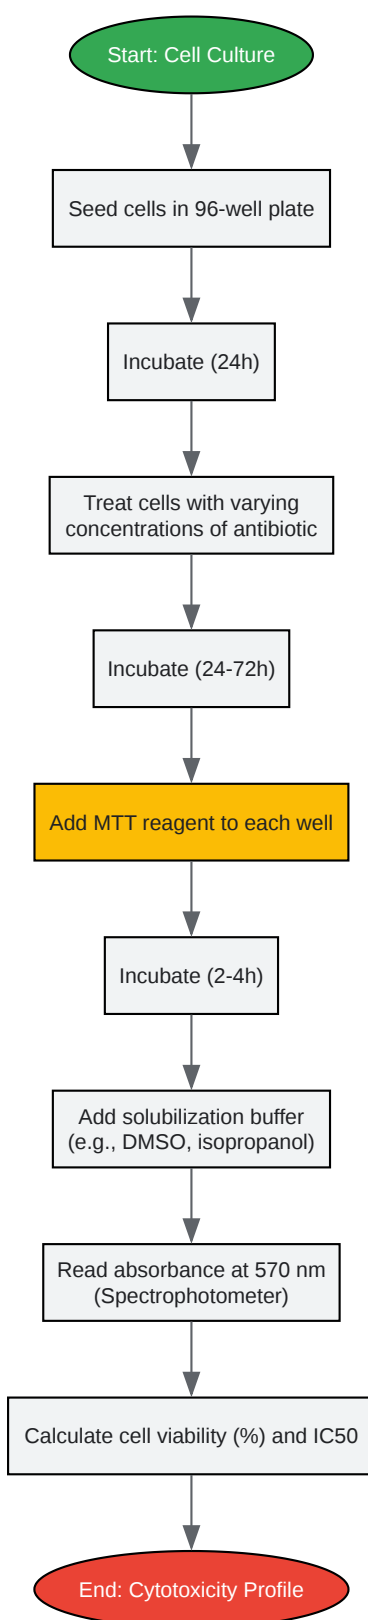 Start: Cell Culture
Seed cells in 96-well plate
Incubate (24h)
Treat cells with varying
concentrations of antibiotic
Incubate (24-72h)
Add MTT reagent to each well
Incubate (2-4h)
Add solubilization buffer
(e.g., DMSO, isopropanol)
Read absorbance at 570 nm
(Spectrophotometer)
Calculate cell viability (%) and IC50
End: Cytotoxicity Profile